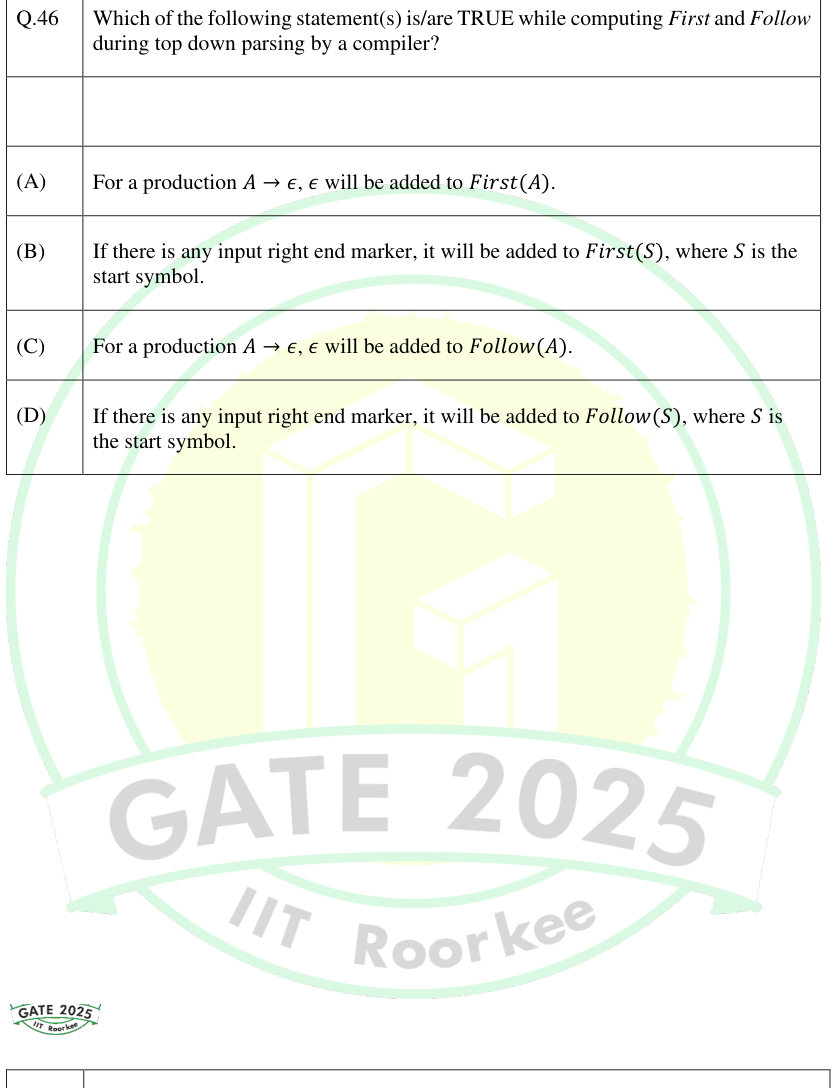 Q.46 Which of the following statement(s) is/are TRUE while computing First and Follow
during top down parsing by a compiler?
(A) For a production A → ϵ, ϵ will be added to First(A).
(B) If there is any input right end marker, it will be added to First(S), where S is the
start symbol.
(C) For a production A → ϵ, ϵ will be added to Follow(A).
(D) If there is any input right end marker, it will be added to Follow(S), where S is
the start symbol.
GATE 2025
IIT Roorkee
GATE 2025
IIT Roorkee